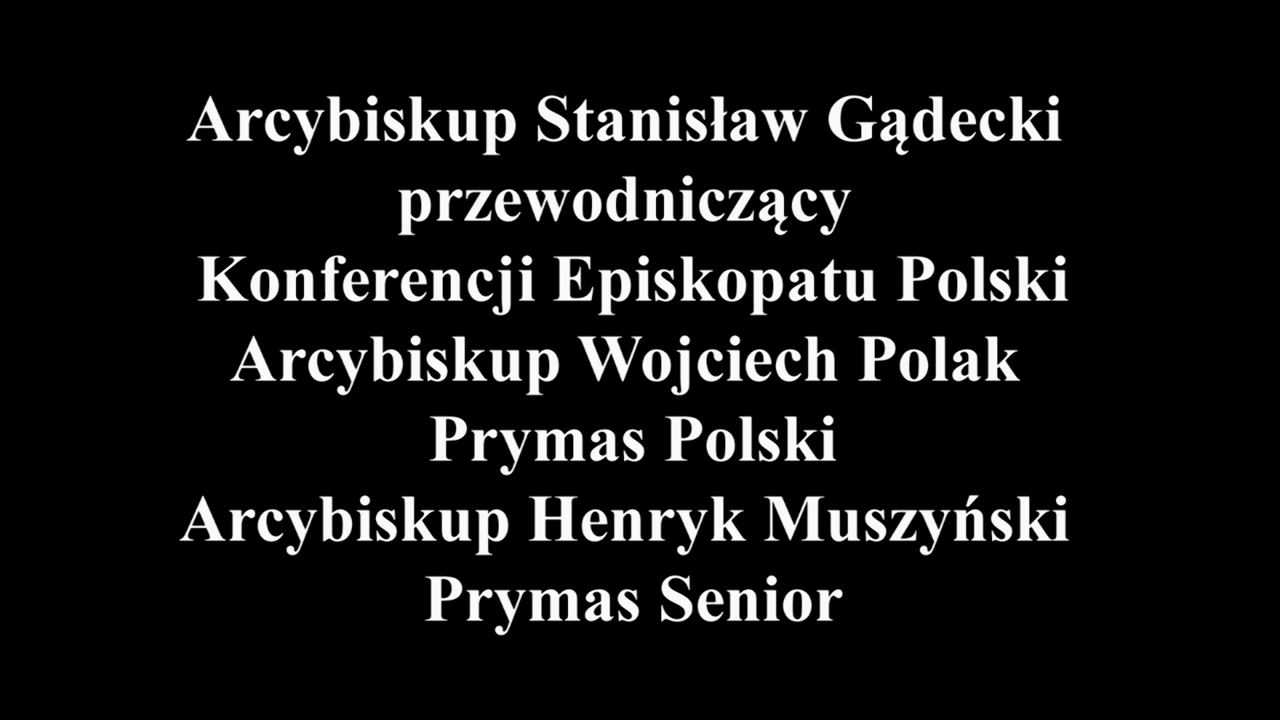 Arcybiskup Stanisław Gądecki
przewodniczący
Konferencji Episkopatu Polski
Arcybiskup Wojciech Polak
Prymas Polski
Arcybiskup Henryk Muszyński
Prymas Senior